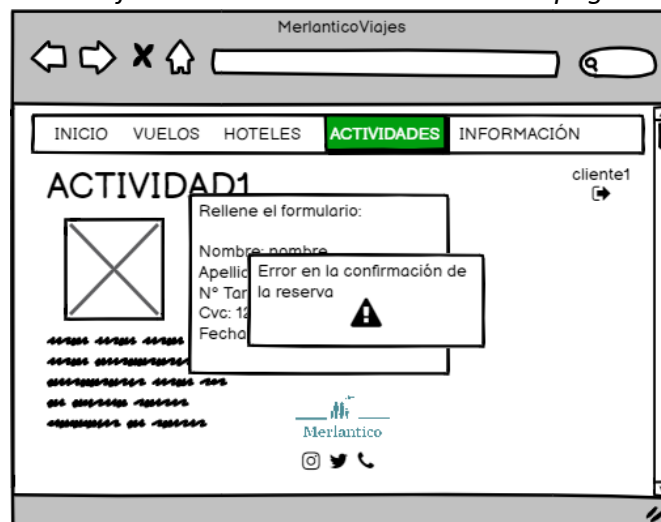 MerlanticoViajes
INICIO VUELOS HOTELES ACTIVIDADES INFORMACIÓN
cliente1
ACTIVIDAD1
Rellene el formulario:
Nombre: nombre
Apellid
Nº Tar
Cvc: 12
Fecha
Error en la confirmación de
la reserva
Merlantico